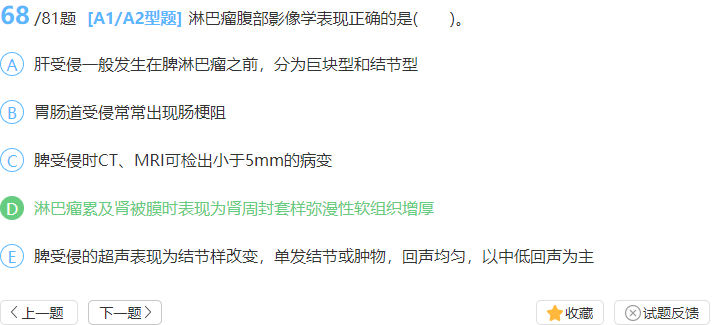 68/81题 [A1/A2型题] 淋巴瘤腹部影像学表现正确的是(　　)。
A 肝受侵一般发生在脾淋巴瘤之前，分为巨块型和结节型
B 胃肠道受侵常常出现肠梗阻
C 脾受侵时CT、MRI可检出小于5mm的病变
D 淋巴瘤累及肾被膜时表现为肾周封套样弥漫性软组织增厚
E 脾受侵的超声表现为结节样改变，单发结节或肿物，回声均匀，以中低回声为主
上一题 下一题 收藏 试题反馈